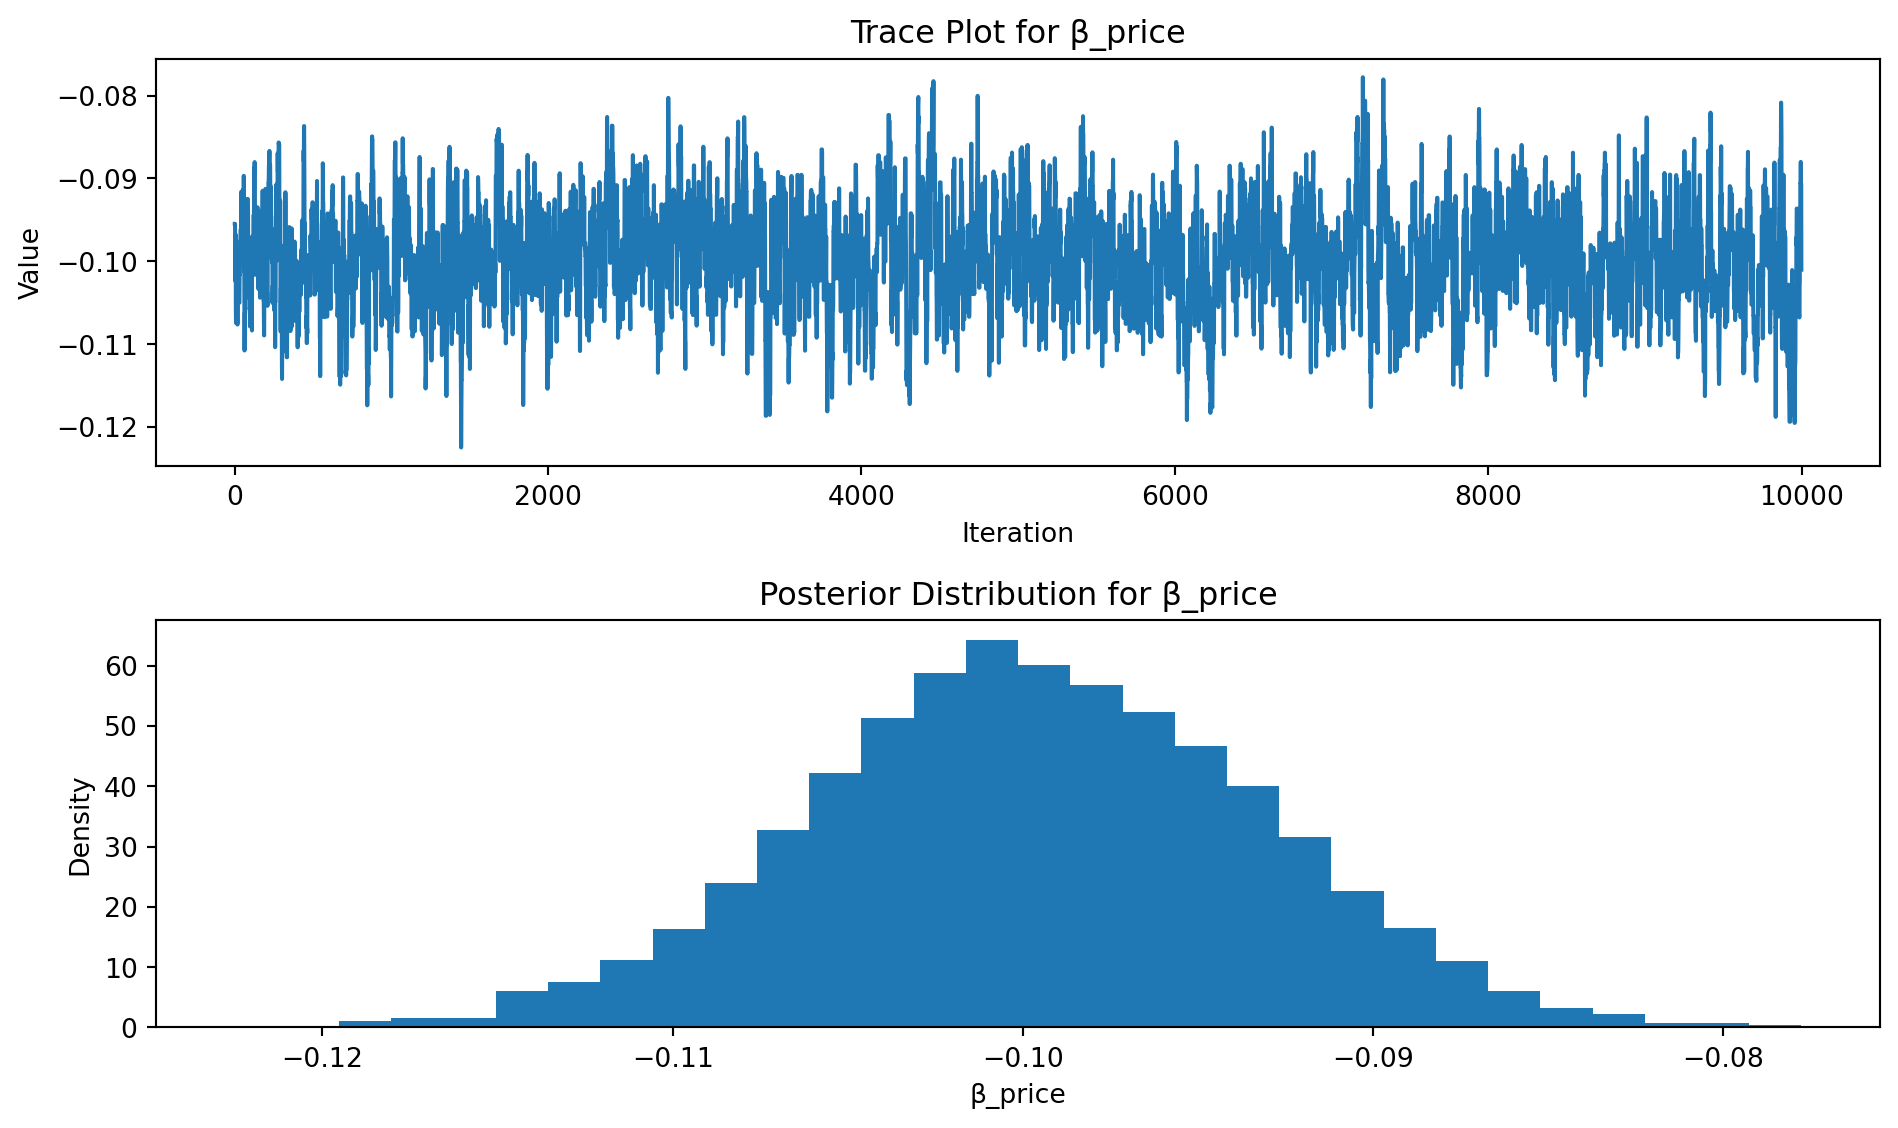 Trace Plot for β_price
−0.08
−0.09
−0.10
−0.11
−0.12
Value
0 2000 4000 6000 8000 10000
Iteration
Posterior Distribution for β_price
60
50
40
30
20
10
0
Density
−0.12 −0.11 −0.10 −0.09 −0.08
β_price